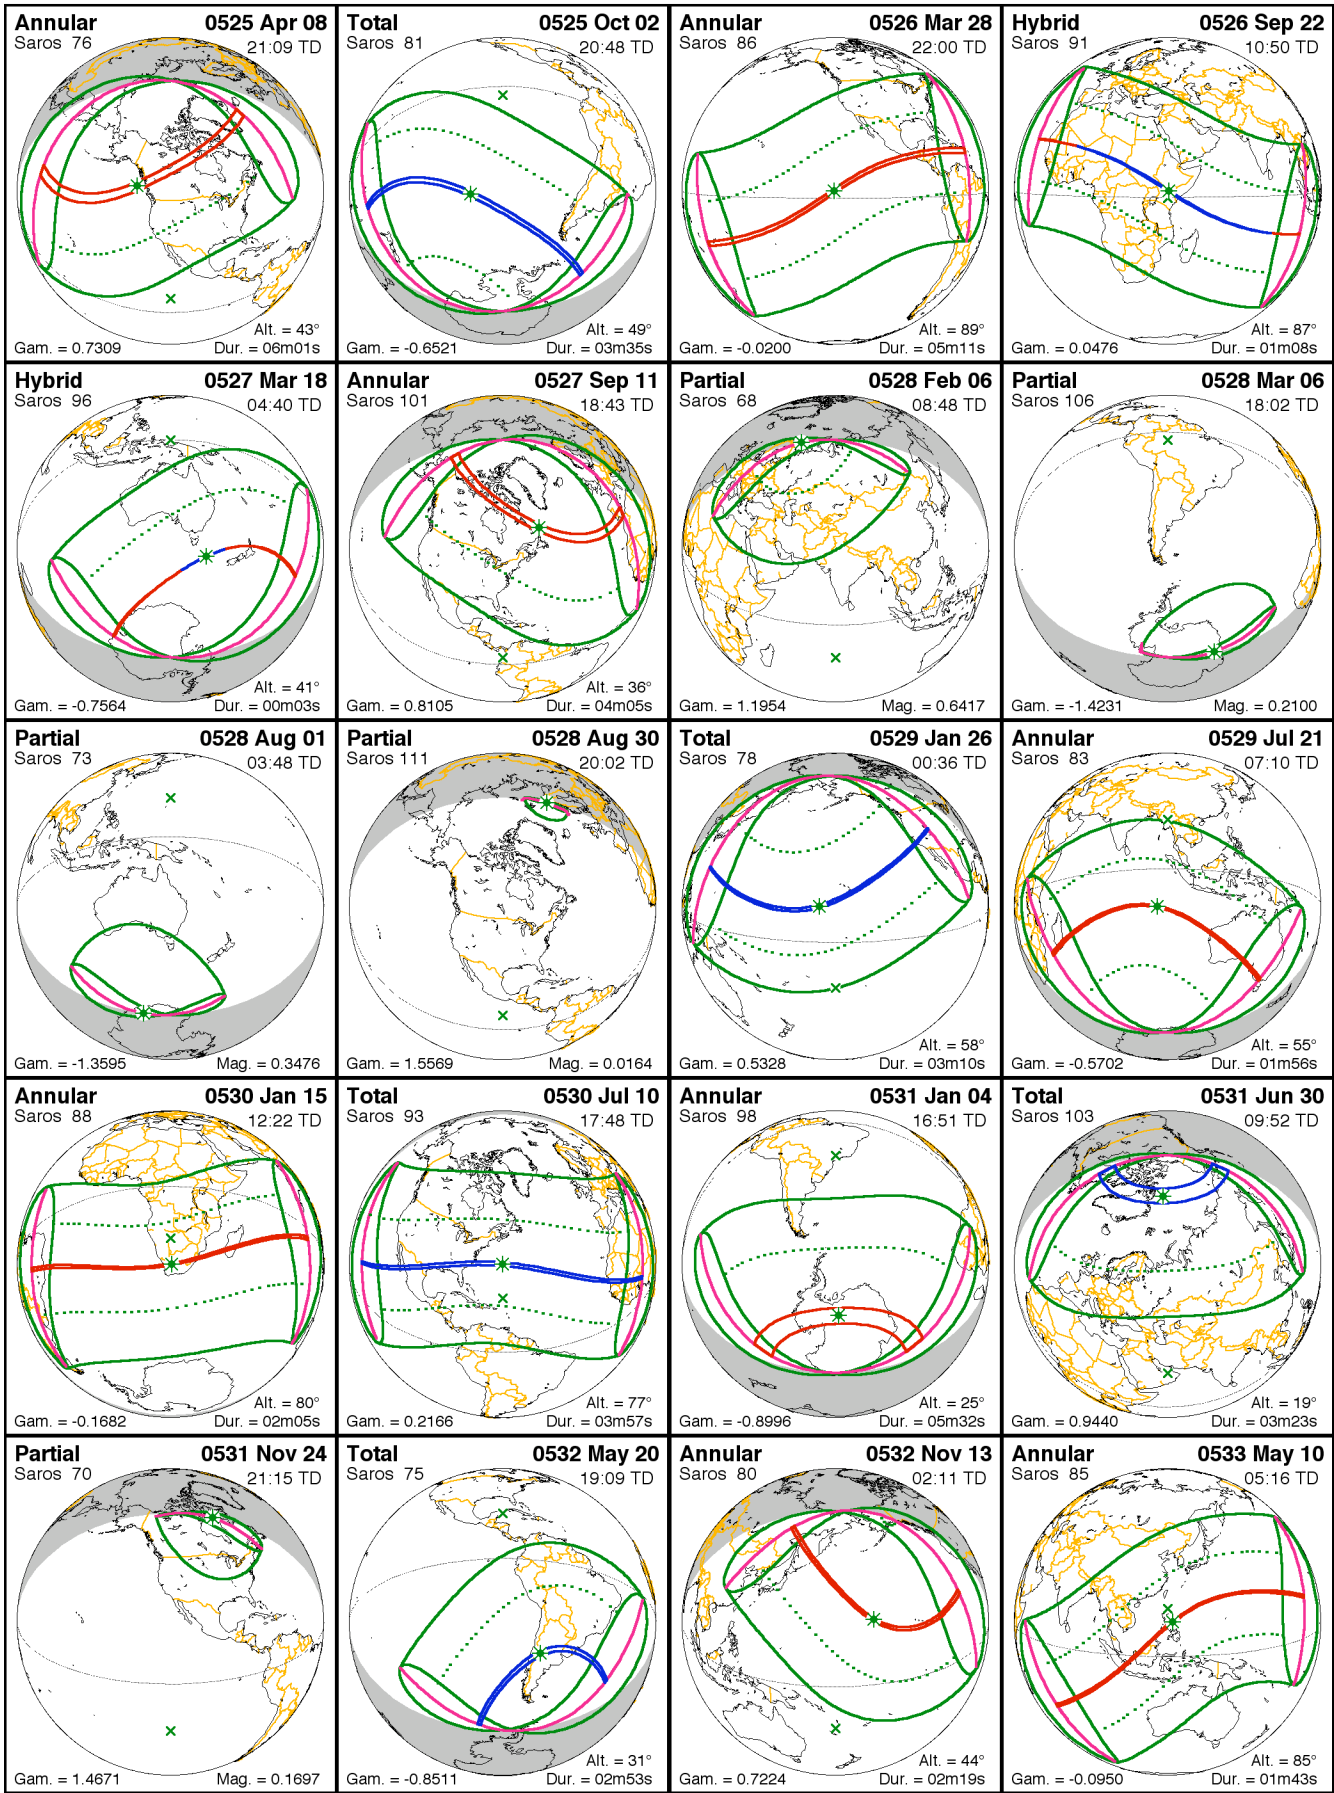 Annular 0525 Apr 08
Saros 76 21:09 TD
Alt. = 43°
Gam. = 0.7309 Dur. = 06m01s
Total 0525 Oct 02
Saros 81 20:48 TD
Alt. = 49°
Gam. = -0.6521 Dur. = 03m35s
Annular 0526 Mar 28
Saros 86 22:00 TD
Alt. = 89°
Gam. = -0.0200 Dur. = 05m11s
Hybrid 0526 Sep 22
Saros 91 10:50 TD
Alt. = 87°
Gam. = 0.0476 Dur. = 01m08s
Hybrid 0527 Mar 18
Saros 96 04:40 TD
Alt. = 41°
Gam. = -0.7564 Dur. = 00m03s
Annular 0527 Sep 11
Saros 101 18:43 TD
Alt. = 36°
Gam. = 0.8105 Dur. = 04m05s
Partial 0528 Feb 06
Saros 68 08:48 TD
Gam. = 1.1954 Mag. = 0.6417
Partial 0528 Mar 06
Saros 106 18:02 TD
Gam. = -1.4231 Mag. = 0.2100
Partial 0528 Aug 01
Saros 73 03:48 TD
Gam. = -1.3595 Mag. = 0.3476
Partial 0528 Aug 30
Saros 111 20:02 TD
Gam. = 1.5569 Mag. = 0.0164
Total 0529 Jan 26
Saros 78 00:36 TD
Alt. = 58°
Gam. = 0.5328 Dur. = 03m10s
Annular 0529 Jul 21
Saros 83 07:10 TD
Alt. = 55°
Gam. = -0.5702 Dur. = 01m56s
Annular 0530 Jan 15
Saros 88 12:22 TD
Alt. = 80°
Gam. = -0.1682 Dur. = 02m05s
Total 0530 Jul 10
Saros 93 17:48 TD
Alt. = 77°
Gam. = 0.2166 Dur. = 03m57s
Annular 0531 Jan 04
Saros 98 16:51 TD
Alt. = 25°
Gam. = -0.8996 Dur. = 05m32s
Total 0531 Jun 30
Saros 103 09:52 TD
Alt. = 19°
Gam. = 0.9440 Dur. = 03m23s
Partial 0531 Nov 24
Saros 70 21:15 TD
Gam. = 1.4671 Mag. = 0.1697
Total 0532 May 20
Saros 75 19:09 TD
Alt. = 31°
Gam. = -0.8511 Dur. = 02m53s
Annular 0532 Nov 13
Saros 80 02:11 TD
Alt. = 44°
Gam. = 0.7224 Dur. = 02m19s
Annular 0533 May 10
Saros 85 05:16 TD
Alt. = 85°
Gam. = -0.0950 Dur. = 01m43s